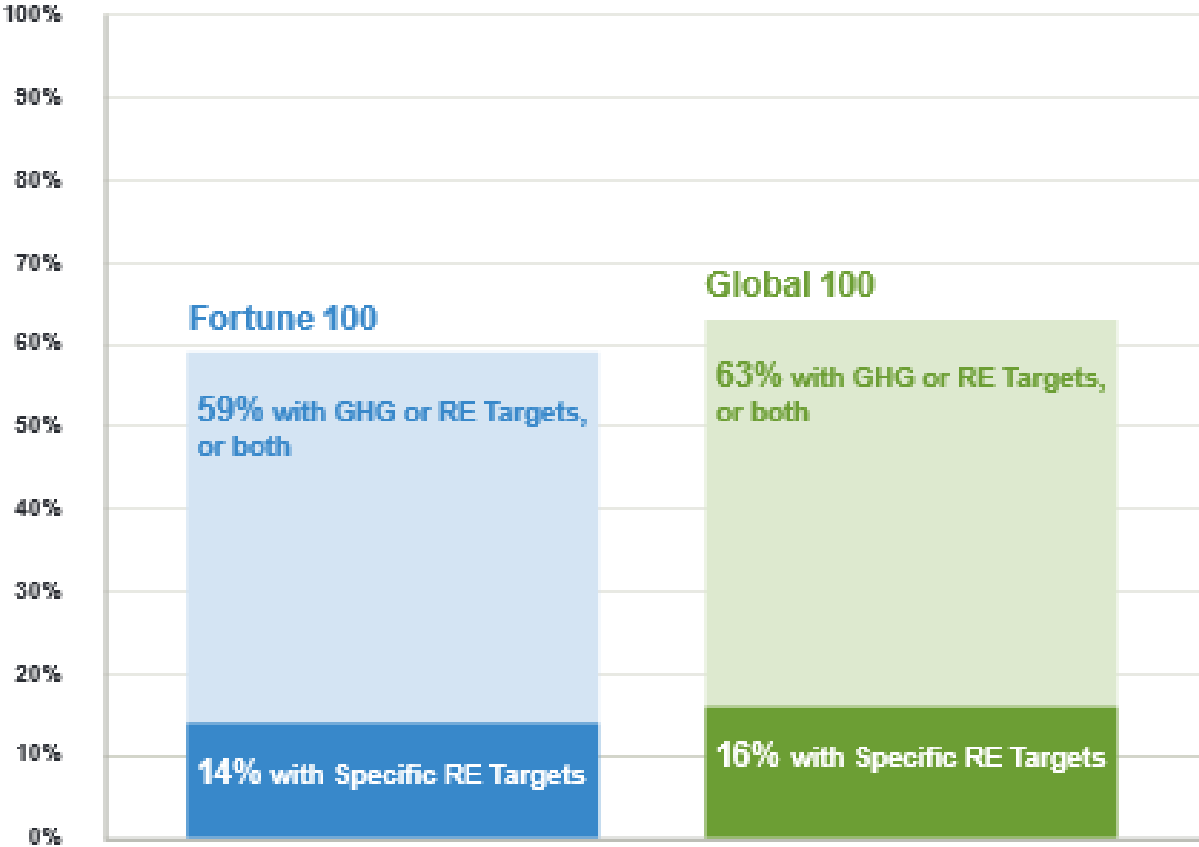 100%
90%
80%
70%
60%
50%
40%
30%
20%
10%
0%
Fortune 100
59% with GHG or RE Targets,
or both
14% with Specific RE Targets
Global 100
63% with GHG or RE Targets,
or both
16% with Specific RE Targets